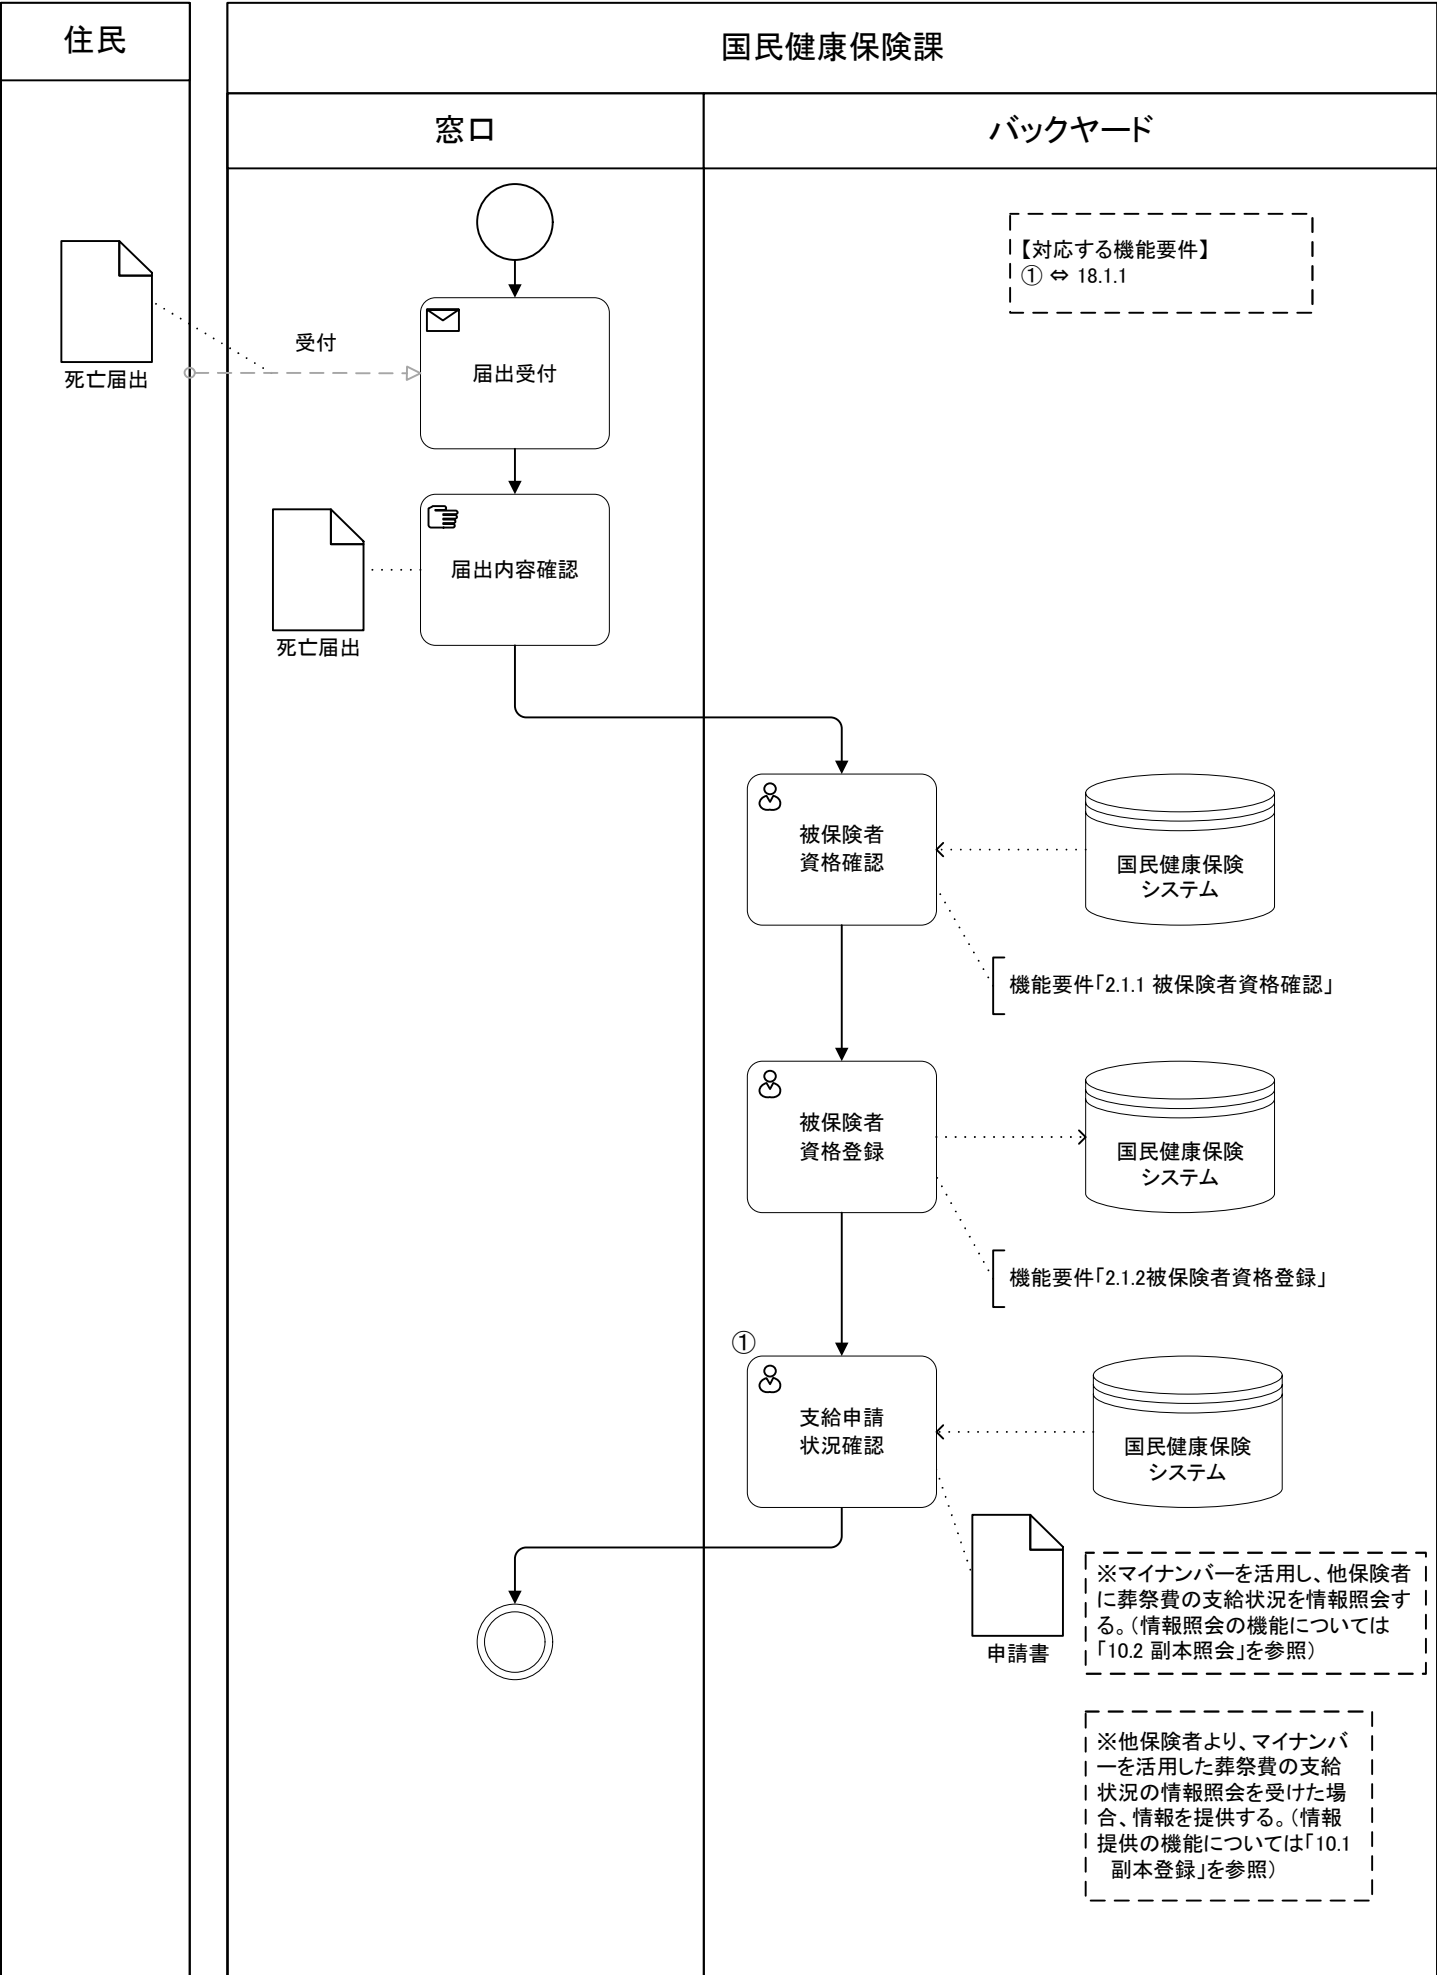 住民
国民健康保険課
窓口
バックヤード
【対応する機能要件】
① ⇔ 18.1.1
受付
死亡届出
届出受付
届出内容確認
死亡届出
被保険者
資格確認
国民健康保険
システム
機能要件「2.1.1 被保険者資格確認」
被保険者
資格登録
国民健康保険
システム
機能要件「2.1.2被保険者資格登録」
①
支給申請
状況確認
国民健康保険
システム
申請書
※マイナンバーを活用し、他保険者
に葬祭費の支給状況を情報照会す
る。（情報照会の機能については
「10.2 副本照会」を参照）
※他保険者より、マイナンバ
ーを活用した葬祭費の支給
状況の情報照会を受けた場
合、情報を提供する。（情報
提供の機能については「10.1
副本登録」を参照）